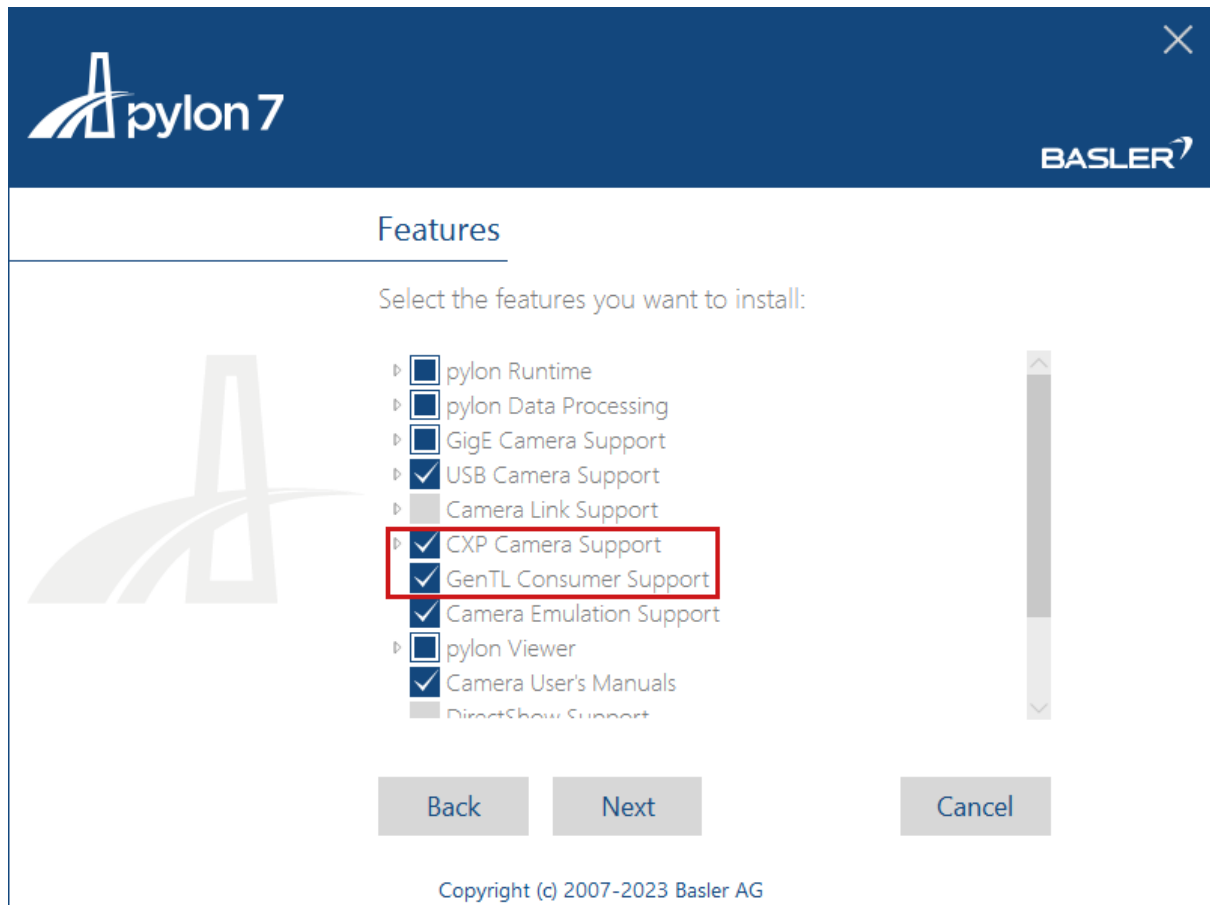 pylon 7
BASLER
Features
Select the features you want to install:
pylon Runtime
pylon Data Processing
GigE Camera Support
USB Camera Support
Camera Link Support
CXP Camera Support
GenTL Consumer Support
Camera Emulation Support
pylon Viewer
Camera User's Manuals
DirectShow Support
Back
Next
Cancel
Copyright (c) 2007-2023 Basler AG